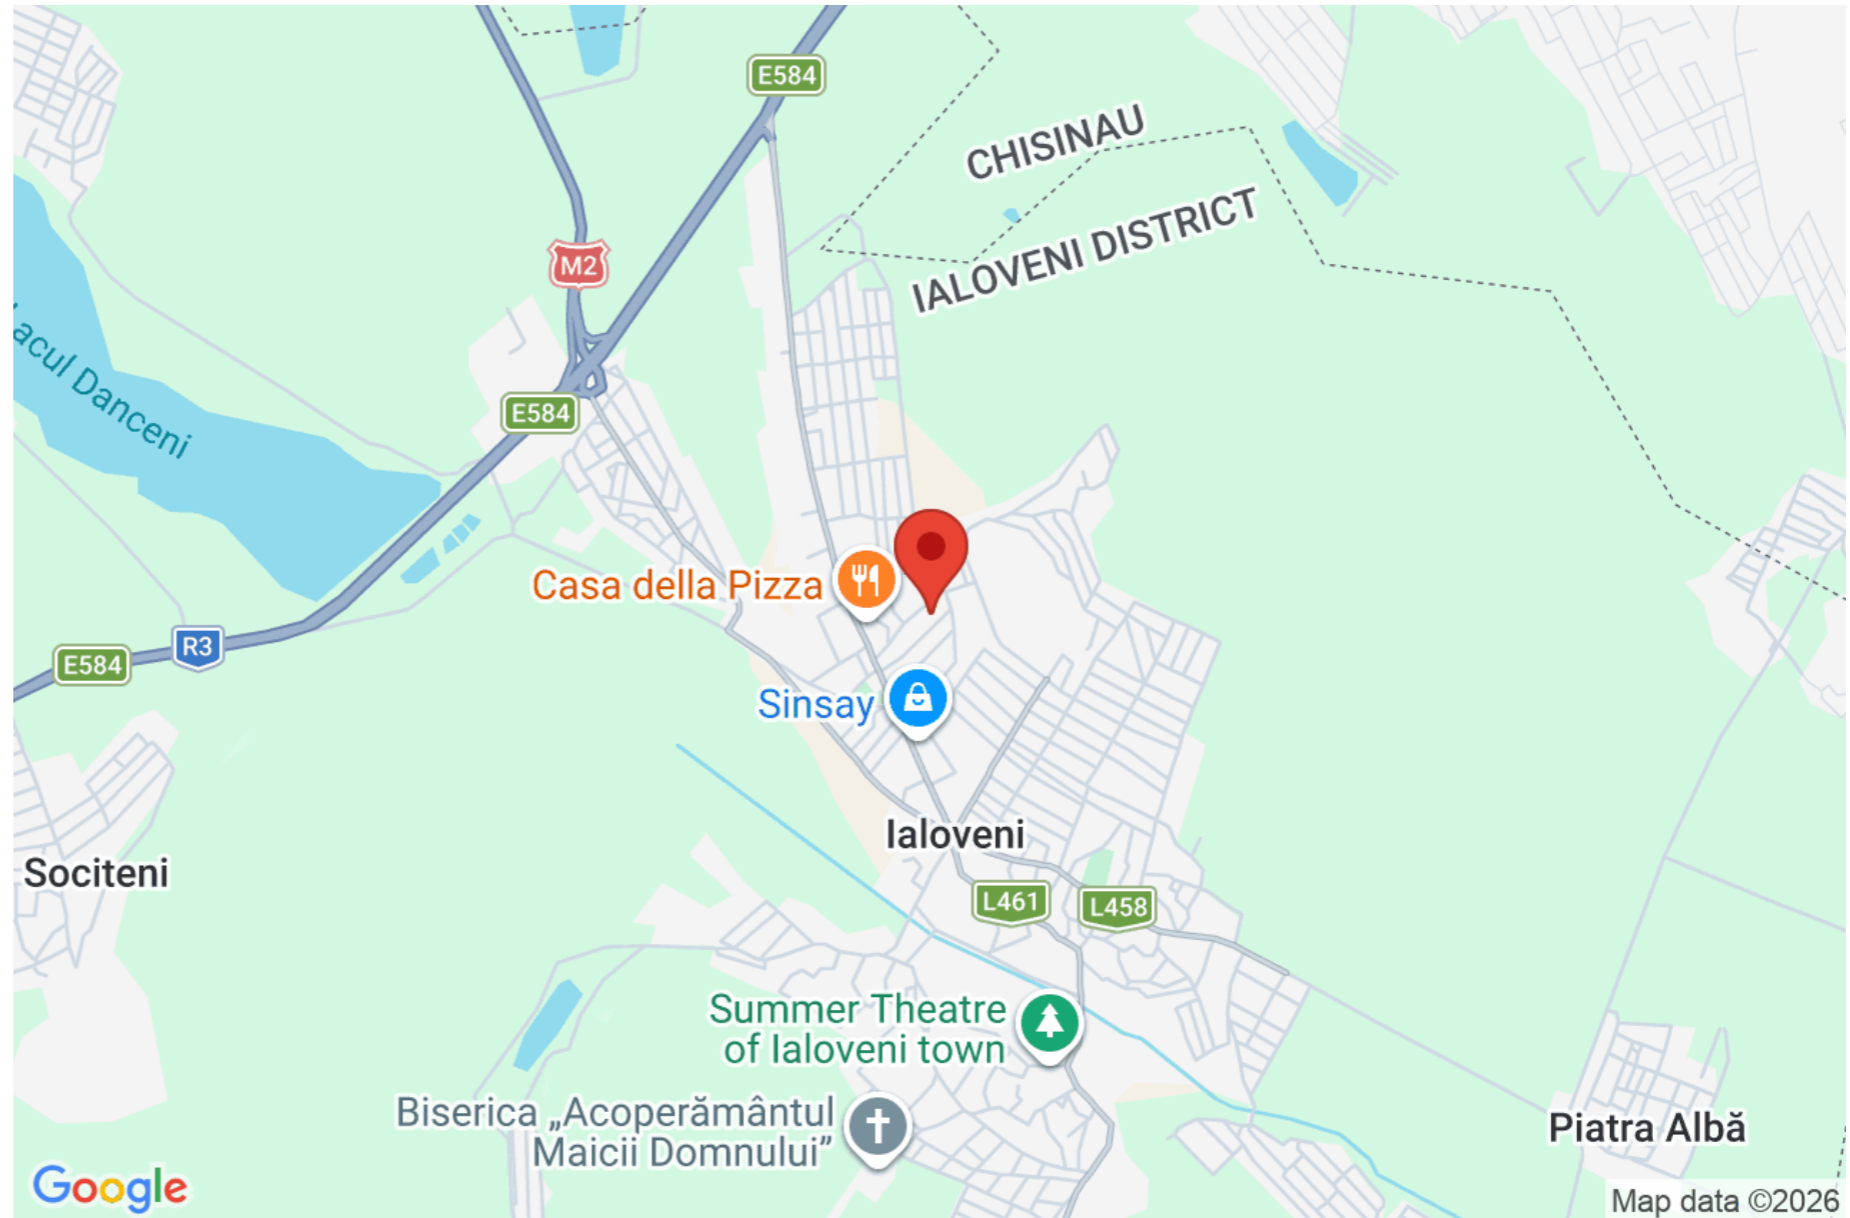 E584
CHISINAU
IALOVENI DISTRICT
M2
acul Danceni
E584
Casa della Pizza
R3
E584
Sinsay
Ialoveni
Sociteni
L461
L458
Summer Theatre
of Ialoveni town
Biserica „Acoperământul
Maicii Domnului”
Piatra Albă
Google
Map data ©2026